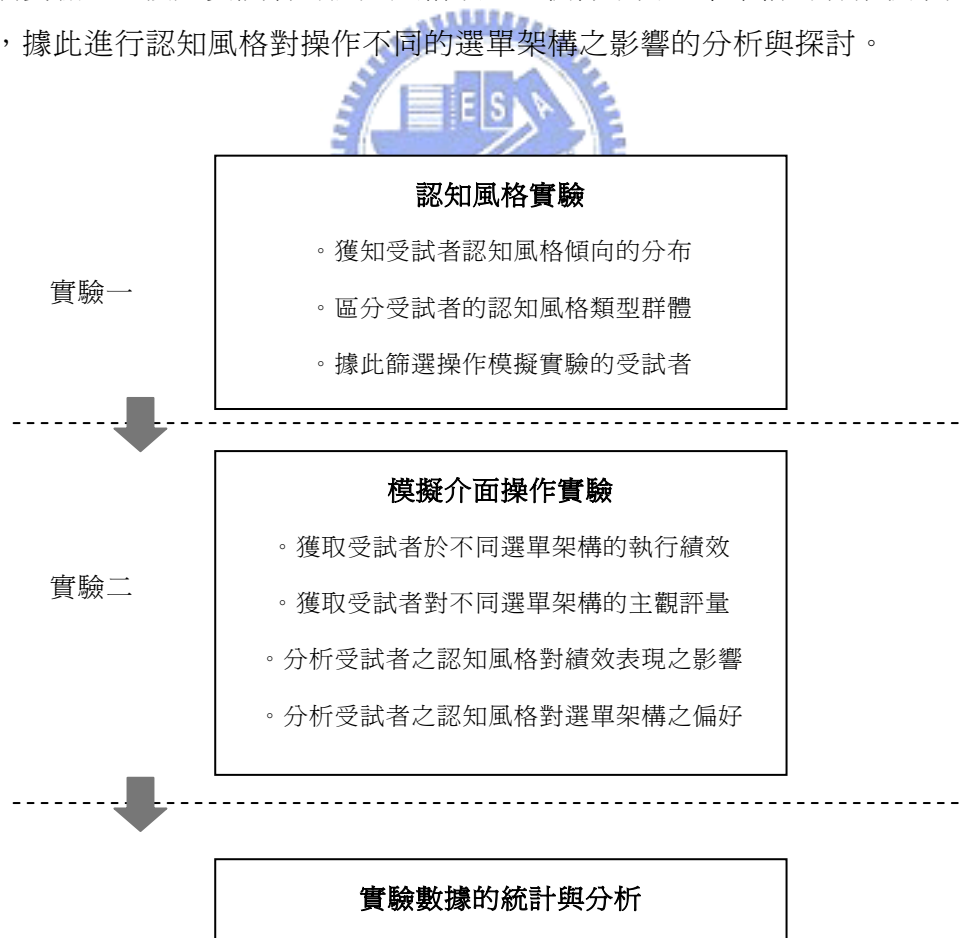 ，據此進行認知風格對操作不同的選單架構之影響的分析與探討。
ES A
認知風格實驗
。獲知受試者認知風格傾向的分布
實驗一
。區分受試者的認知風格類型群體
。據此篩選操作模擬實驗的受試者
模擬介面操作實驗
。獲取受試者於不同選單架構的執行績效
實驗二
。獲取受試者對不同選單架構的主觀評量
。分析受試者之認知風格對績效表現之影響
。分析受試者之認知風格對選單架構之偏好
實驗數據的統計與分析